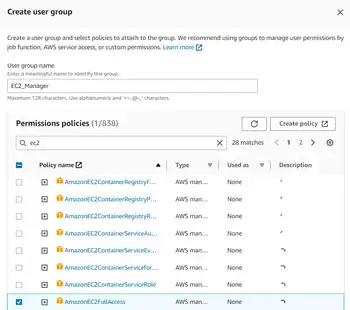 Create user group
Create a user group and select policies to attach to the group. We recommend using groups to manage user permissions by
job function, AWS service access, or custom permissions. Learn more
User group name
Enter a meaningful name to identify this group.
EC2_Manager
Maximum 128 characters. Use alphanumeric and '+=,.@-_' characters.
Permissions policies (1/838)
Create policy
ec2
28 matches
1 2
Policy name Type Used as Description
AmazonEC2ContainerRegistryF... AWS man... None
AmazonEC2ContainerRegistryP... AWS man... None
AmazonEC2ContainerRegistryR... AWS man... None
AmazonEC2ContainerServiceAu... AWS man... None
AmazonEC2ContainerServiceEv... AWS man... None
AmazonEC2ContainerServicefor... AWS man... None
AmazonEC2ContainerServiceRole AWS man... None
AmazonEC2FullAccess AWS man... None